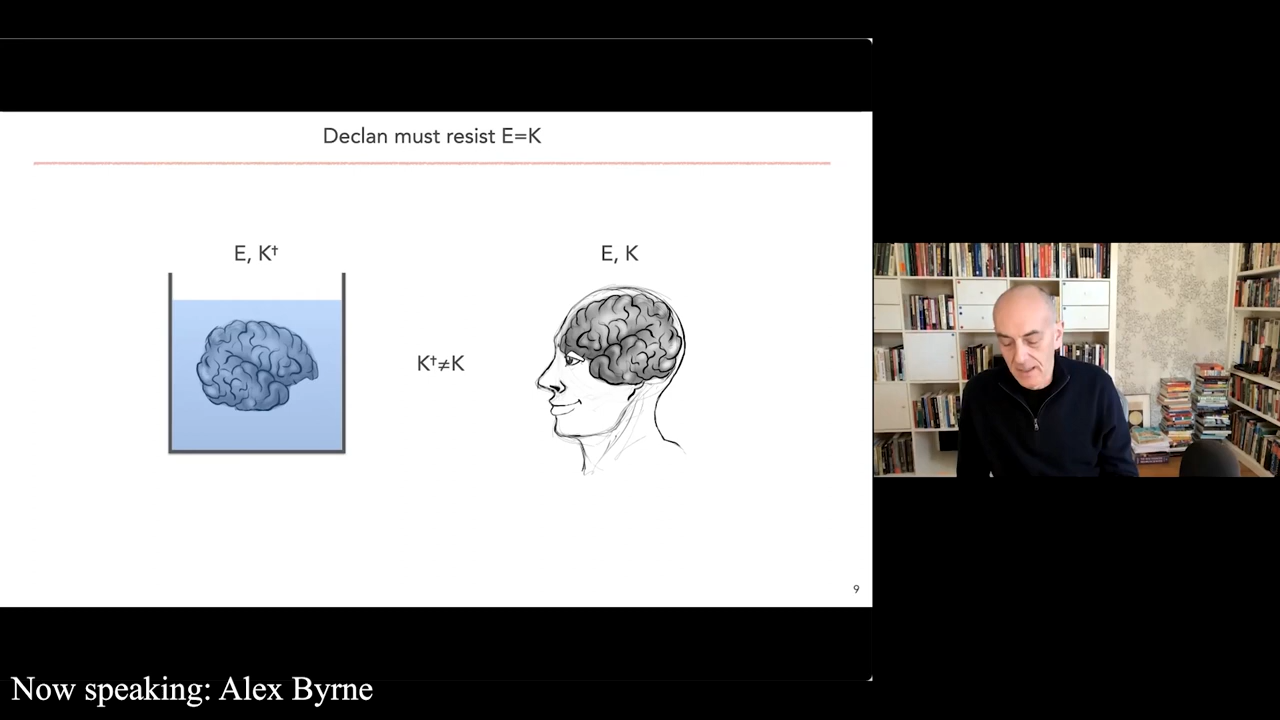 Declan must resist E=K
E, K†
E, K
K†≠K
9
Now speaking: Alex Byrne